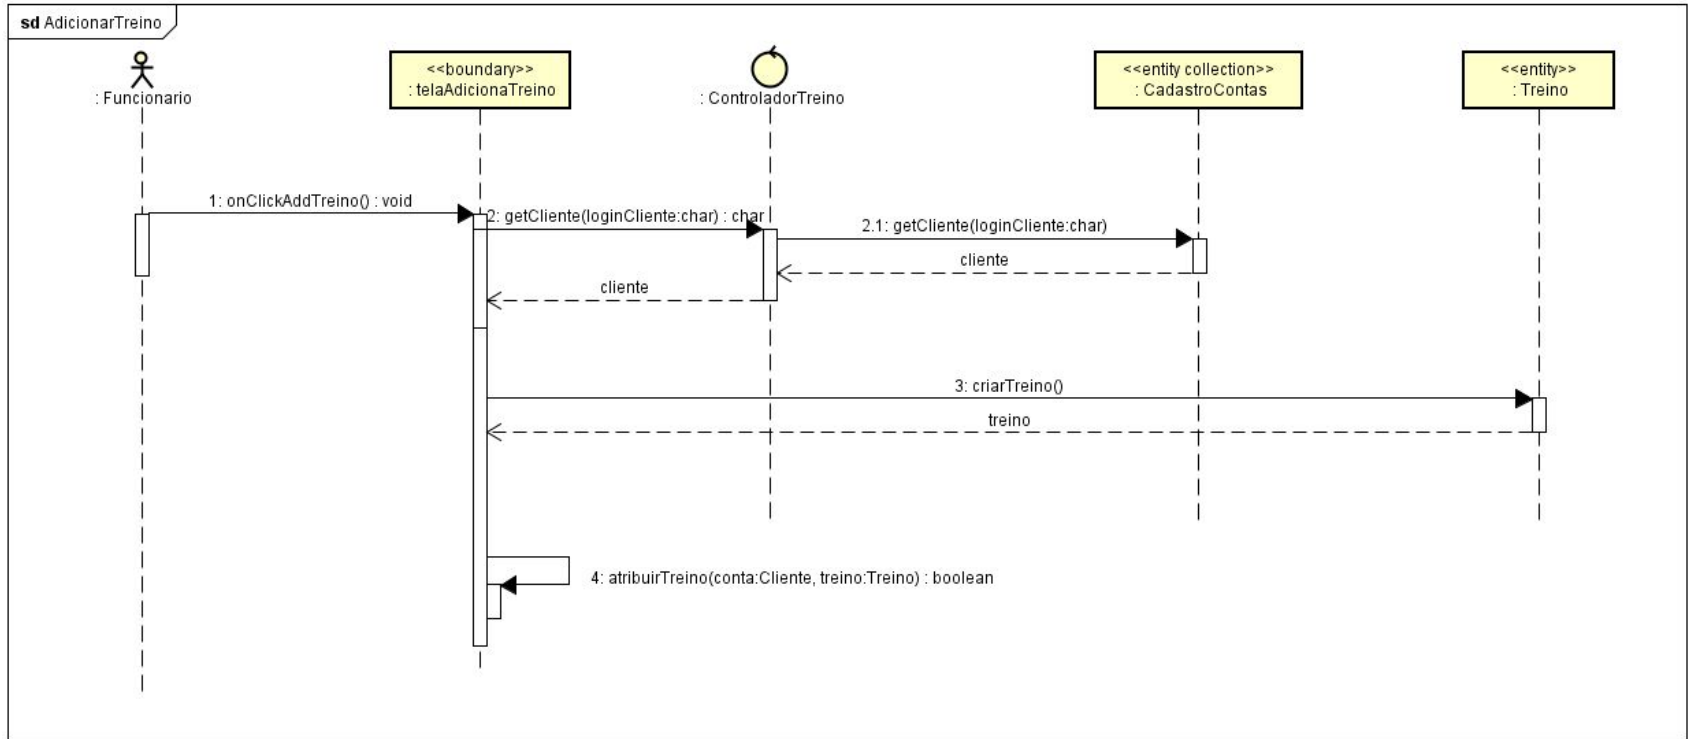 sd AdicionarTreino
: Funcionario
<<boundary>>
: telaAdicionaTreino
: ControladorTreino
<<entity collection>>
: CadastroContas
<<entity>>
: Treino
1: onClickAddTreino() : void
2: getCliente(loginCliente:char) : char
2.1: getCliente(loginCliente:char)
cliente
cliente
3: criarTreino()
treino
4: atribuirTreino(conta:Cliente, treino:Treino) : boolean